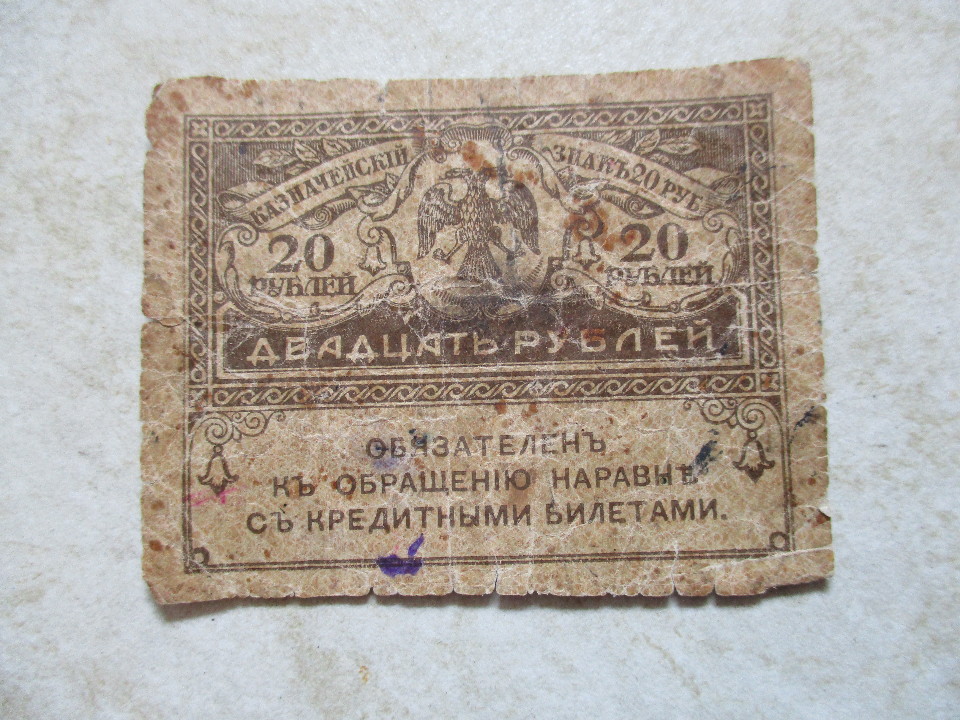 КАЗНАЧЕЙСКІЙ ЗНАКЪ 20 РУБ
20 20
РУБЛЕЙ РУБЛЕЙ
ДВАДЦАТЬ РУБЛЕЙ
ОБЯЗАТЕЛЕНЪ
КЪ ОБРАЩЕНІЮ НАРАВНѢ
СЪ КРЕДИТНЫМИ БИЛЕТАМИ.